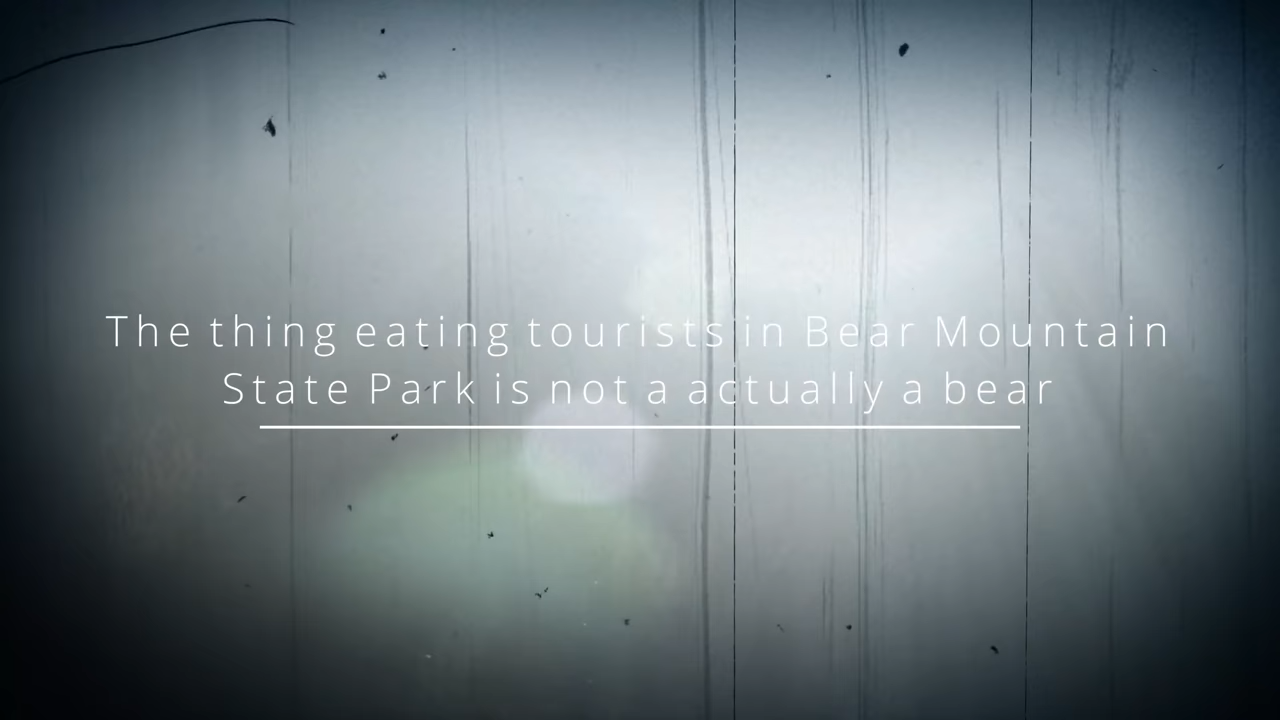 The thing eating tourists in Bear Mountain
State Park is not a actually a bear